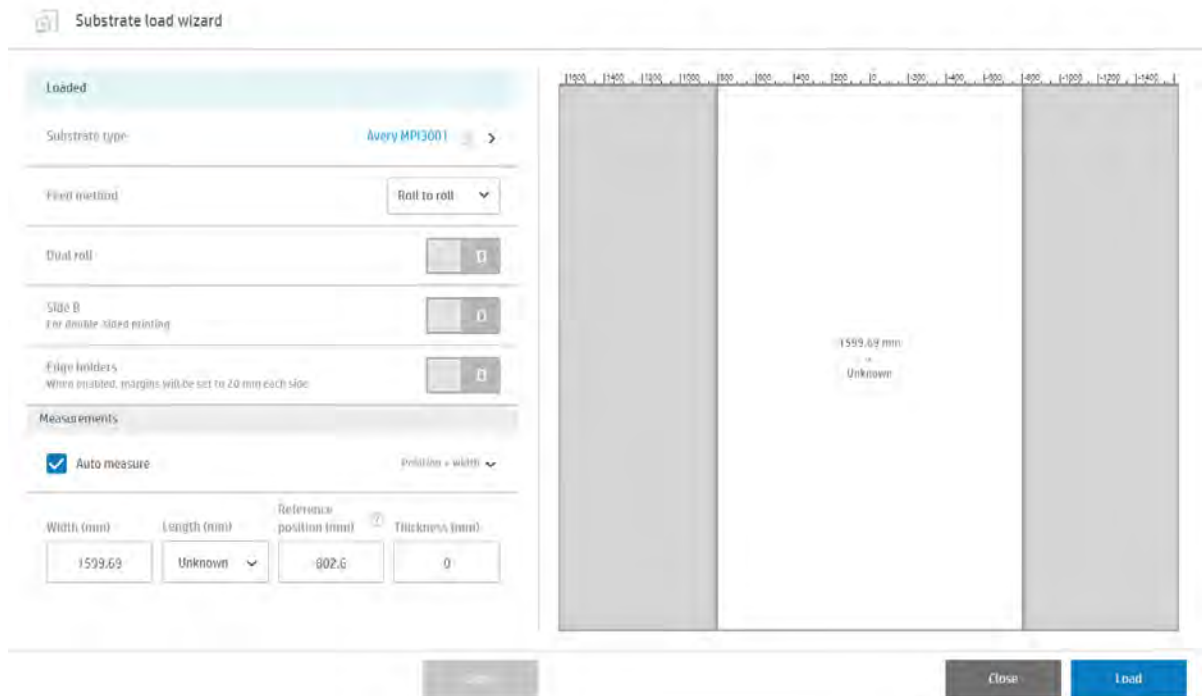 Substrate load wizard
Loaded
Substrate type
Avery MPI3001
Feed method
Roll to roll
Dual roll
Side B
For double sided printing
Edge holders
When enabled, margins will be set to 20 mm each side
Measurements
Auto measure
Position + width
Width (mm)
Length (mm)
Reference
position (mm)
Thickness (mm)
1599.69
Unknown
802.6
0
1599.69 mm
Unknown
Close
Load